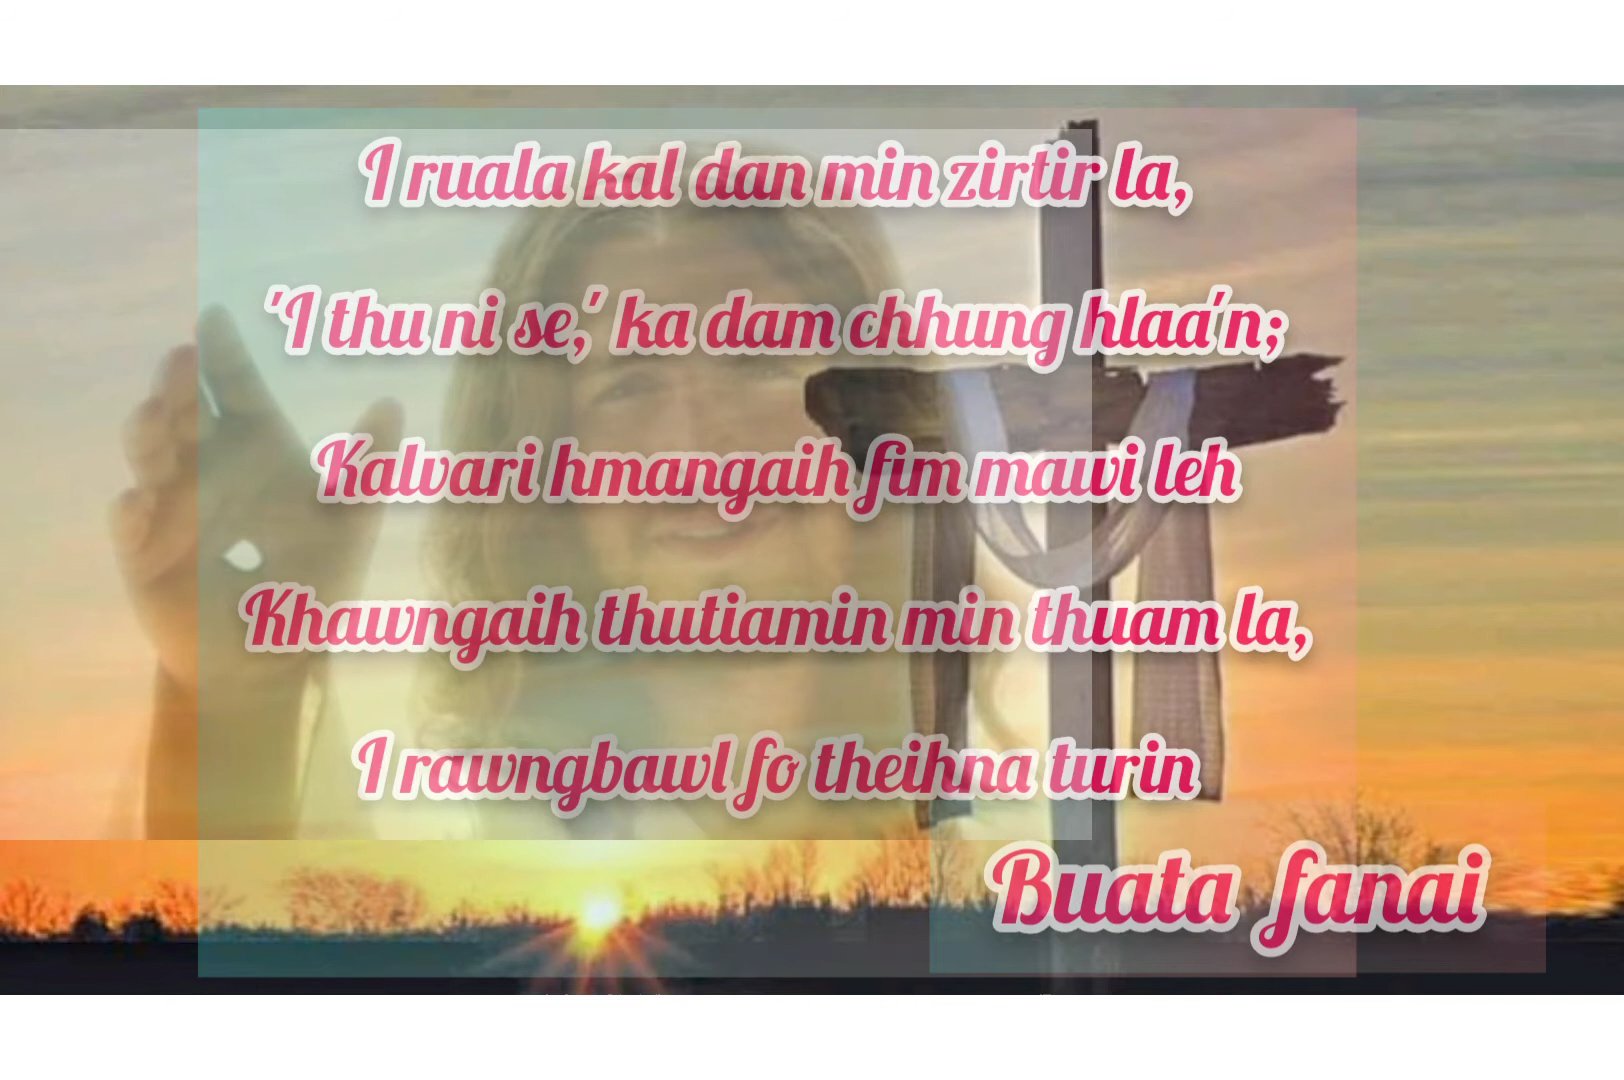 I ruala kal dan min zirtir la,
'I thu ni se,' ka dam chhung hlaa'n;
Kalvari hmangaih fim mawi leh
Khawngaih thutiamin min thuam la,
I rawngbawl fo theihna turin
Buata fanai